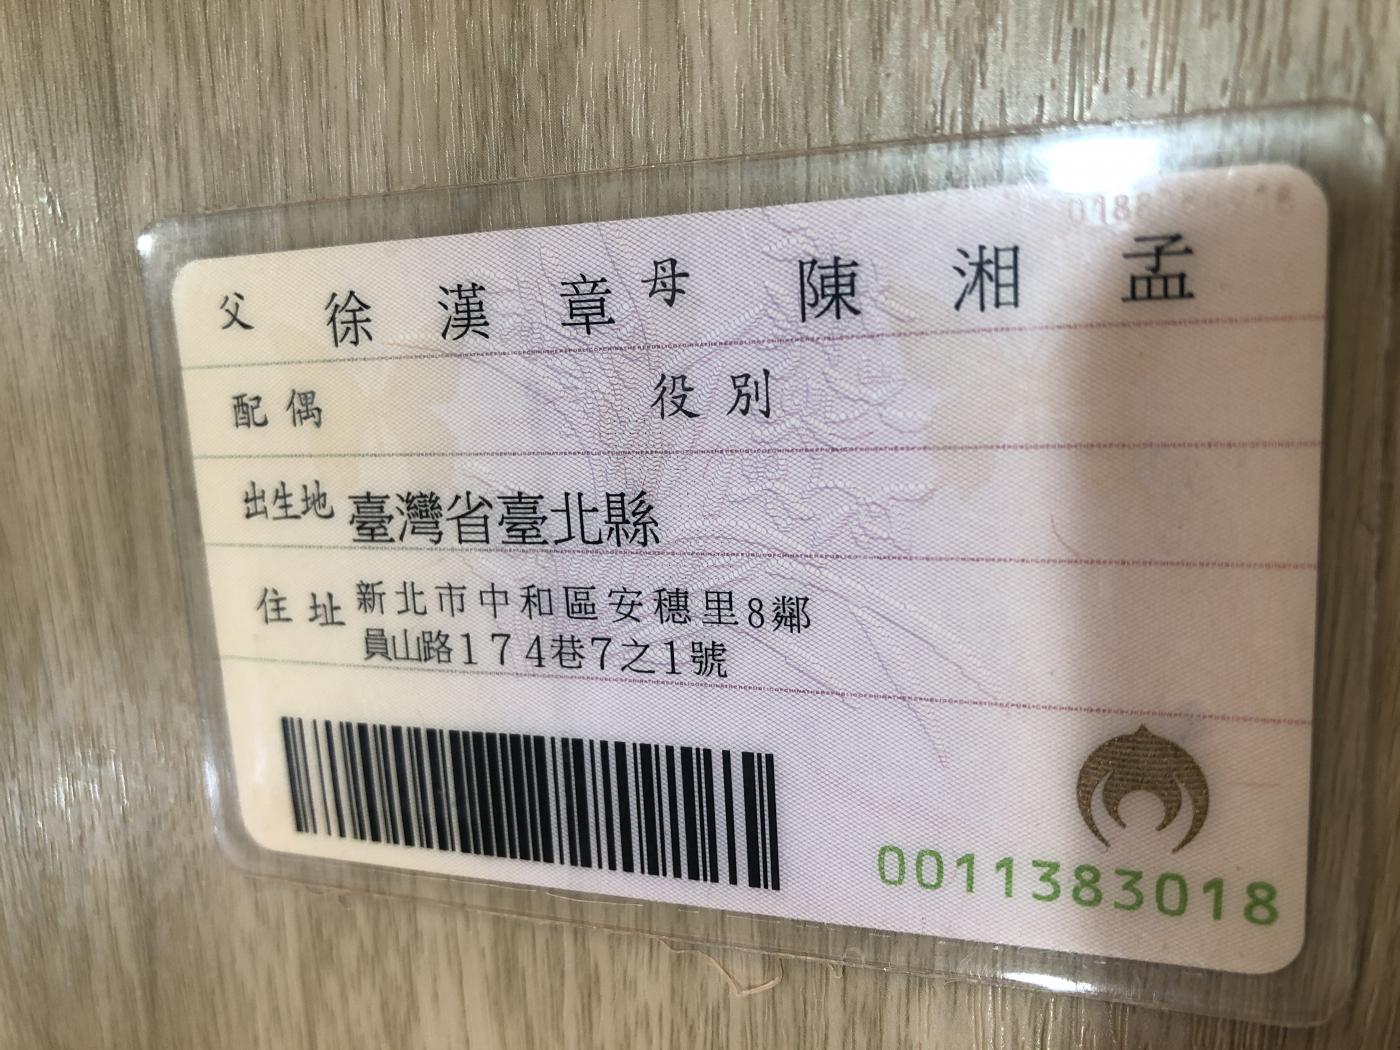 父 徐漢章 母 陳湘孟
配偶 役別
出生地 臺灣省臺北縣
住址 新北市中和區安穗里8鄰
員山路174巷7之1號
0011383018